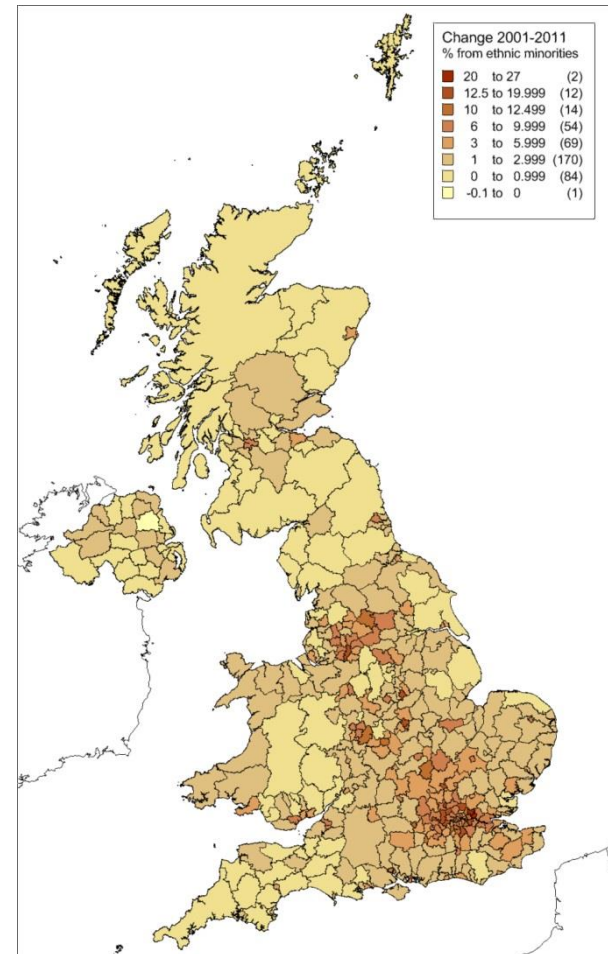 Change 2001-2011
% from ethnic minorities
20 to 27 (2)
12.5 to 19.999 (12)
10 to 12.499 (14)
6 to 9.999 (54)
3 to 5.999 (69)
1 to 2.999 (170)
0 to 0.999 (84)
-0.1 to 0 (1)